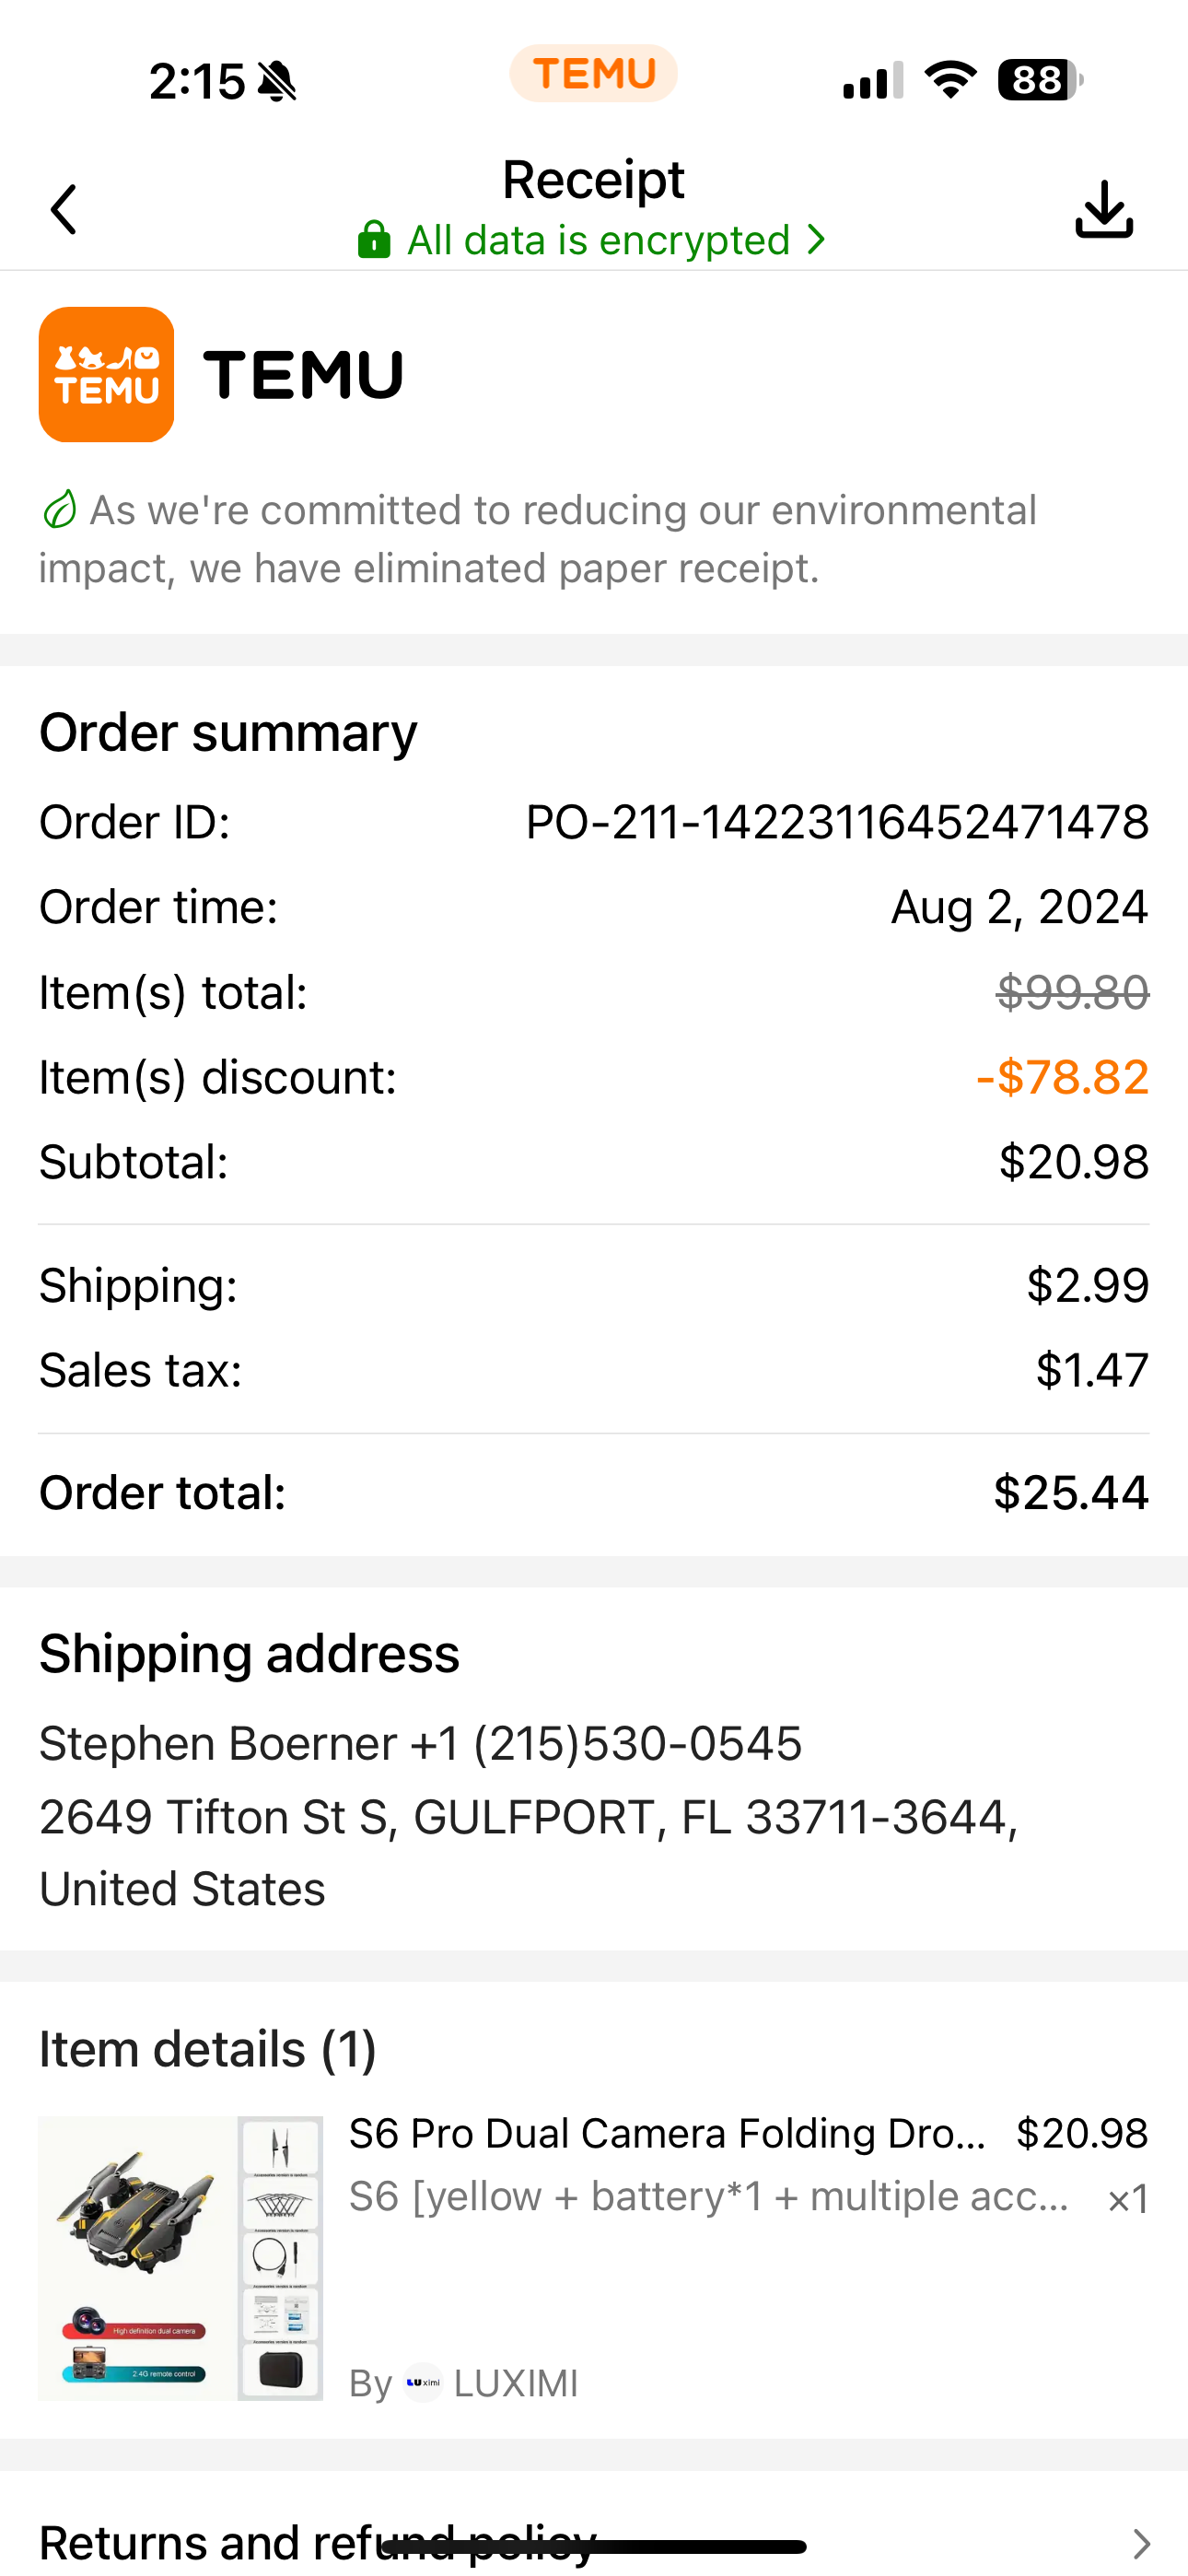 2:15
TEMU
88
Receipt
All data is encrypted
TEMU
TEMU
As we're committed to reducing our environmental
impact, we have eliminated paper receipt.
Order summary
Order ID: PO-211-14223116452471478
Order time: Aug 2, 2024
Item(s) total: $99.80
Item(s) discount: -$78.82
Subtotal: $20.98
Shipping: $2.99
Sales tax: $1.47
Order total: $25.44
Shipping address
Stephen Boerner +1 (215)530-0545
2649 Tifton St S, GULFPORT, FL 33711-3644,
United States
Item details (1)
S6 Pro Dual Camera Folding Dro... $20.98
S6 [yellow + battery*1 + multiple acc... ×1
High definition dual camera
2.4G remote control
By LUximi LUXIMI
Returns and refund policy